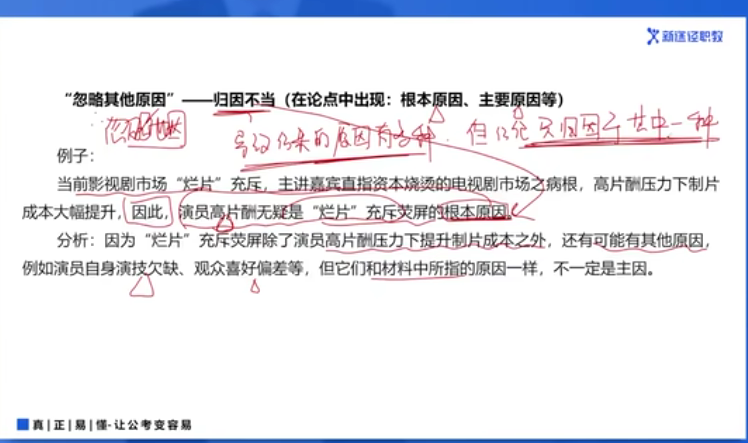 新途径职教
“忽略其他原因”——归因不当（在论点中出现：根本原因、主要原因等）
忽略他因
导致结果的原因有多种，但仅仅只归因于其中一种
例子：
当前影视剧市场“烂片”充斥，主讲嘉宾直指资本烧烫的电视剧市场之病根，高片酬压力下制片
成本大幅提升，因此，演员高片酬无疑是“烂片”充斥荧屏的根本原因。
分析：因为“烂片”充斥荧屏除了演员高片酬压力下提升制片成本之外，还有可能有其他原因，
例如演员自身演技欠缺、观众喜好偏差等，但它们和材料中所指的原因一样，不一定是主因。
真|正|易|懂-让公考变容易